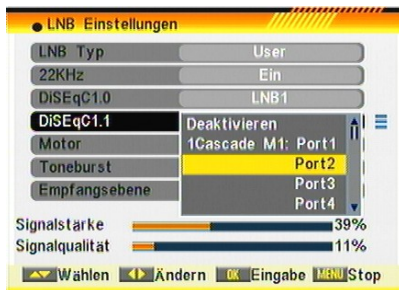 LNB Einstellungen
LNB Typ User
22KHz Ein
DiSEqC1.0 LNB1
DiSEqC1.1 Deaktivieren
Motor 1Cascade M1: Port1
Port2
Toneburst Port3
Empfangsebene Port4
Signalstärke 39%
Signalqualität 11%
Wählen Ändern OK Eingabe MENU Stop